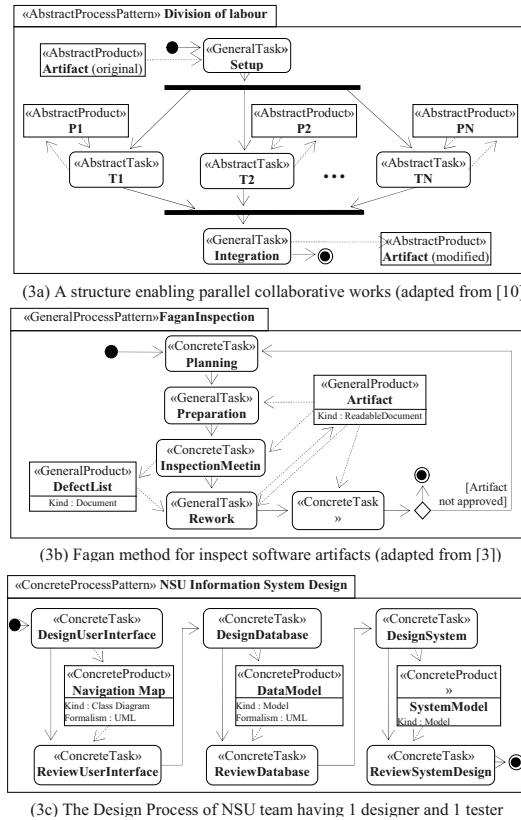 «AbstractProcessPattern» Division of labour
«AbstractProduct»
Artifact (original)
«GeneralTask»
Setup
«AbstractProduct»
P1
«AbstractProduct»
P2
«AbstractProduct»
PN
«AbstractTask»
T1
«AbstractTask»
T2
...
«AbstractTask»
TN
«GeneralTask»
Integration
«AbstractProduct»
Artifact (modified)
(3a) A structure enabling parallel collaborative works (adapted from [10]
«GeneralProcessPattern»FaganInspection
«ConcreteTask»
Planning
«GeneralTask»
Preparation
«GeneralProduct»
Artifact
Kind : ReadableDocument
«ConcreteTask»
InspectionMeetin
«GeneralProduct»
DefectList
Kind : Document
«GeneralTask»
Rework
«ConcreteTask
»
[Artifact
not approved]
(3b) Fagan method for inspect software artifacts (adapted from [3])
«ConcreteProcessPattern» NSU Information System Design
«ConcreteTask»
DesignUserInterface
«ConcreteTask»
DesignDatabase
«ConcreteTask»
DesignSystem
«ConcreteProduct»
Navigation Map
Kind : Class Diagram
Formalism : UML
«ConcreteProduct»
DataModel
Kind : Model
Formalism : UML
«ConcreteProduct
»
SystemModel
Kind : Model
«ConcreteTask»
ReviewUserInterface
«ConcreteTask»
ReviewDatabase
«ConcreteTask»
ReviewSystemDesign
(3c) The Design Process of NSU team having 1 designer and 1 tester